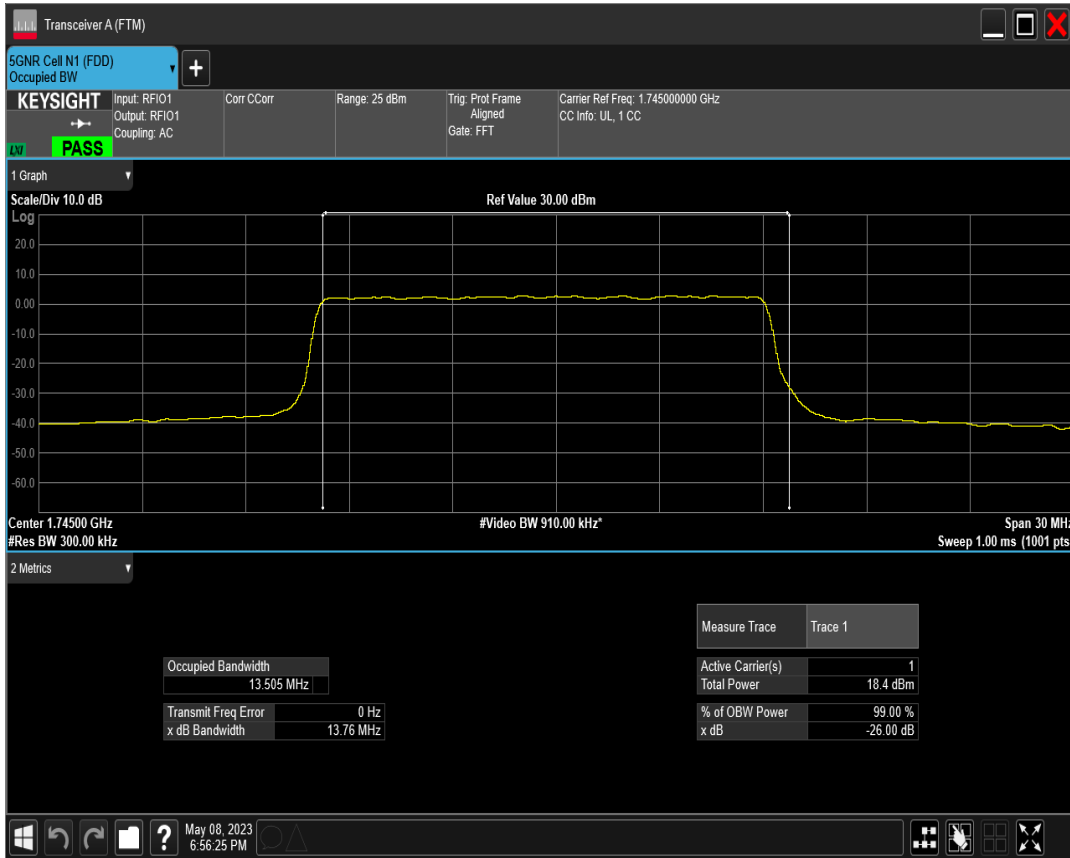 Transceiver A (FTM)
5GNR Cell N1 (FDD)
Occupied BW
+
KEYSIGHT
LXI
PASS
Input: RFIO1
Output: RFIO1
Coupling: AC
Corr CCorr
Range: 25 dBm
Trig: Prot Frame
Aligned
Gate: FFT
Carrier Ref Freq: 1.745000000 GHz
CC Info: UL, 1 CC
1 Graph
Scale/Div 10.0 dB
Ref Value 30.00 dBm
Log
20.0
10.0
0.00
-10.0
-20.0
-30.0
-40.0
-50.0
-60.0
Center 1.74500 GHz
#Video BW 910.00 kHz*
Span 30 MHz
#Res BW 300.00 kHz
Sweep 1.00 ms (1001 pts
2 Metrics
Measure Trace Trace 1
Occupied Bandwidth
13.505 MHz
Active Carrier(s) 1
Total Power 18.4 dBm
Transmit Freq Error 0 Hz
x dB Bandwidth 13.76 MHz
% of OBW Power 99.00 %
x dB -26.00 dB
?
May 08, 2023
6:56:25 PM